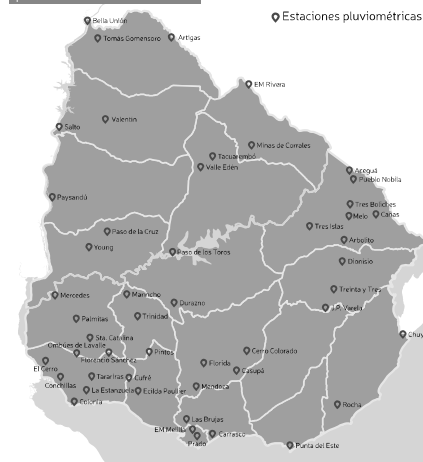 Estaciones pluviométricas
Bella Unión
Tomás Gomensoro
Artigas
EM Rivera
Valentín
Salto
Minas de Corrales
Tacuarembó
Valle Edén
Aceguá
Pueblo Nobila
Paysandú
Tres Boliches
Melo
Cañas
Tres Islas
Paso de la Cruz
Arbolito
Young
Paso de los Toros
Dionisio
Treinta y Tres
Mercedes
Marincho
Durazno
J.P. Varela
Palmitas
Trinidad
Chuy
Sta. Catalina
Ombúes de Lavalle
Florencio Sánchez
Pintos
Cerro Colorado
El Cerro
Florida
Casupá
Conchillas
Tarariras
Cufré
Mendoza
La Estanzuela
Ecilda Paullier
Colonia
Rocha
Las Brujas
EM Melilla
Carrasco
Prado
Punta del Este